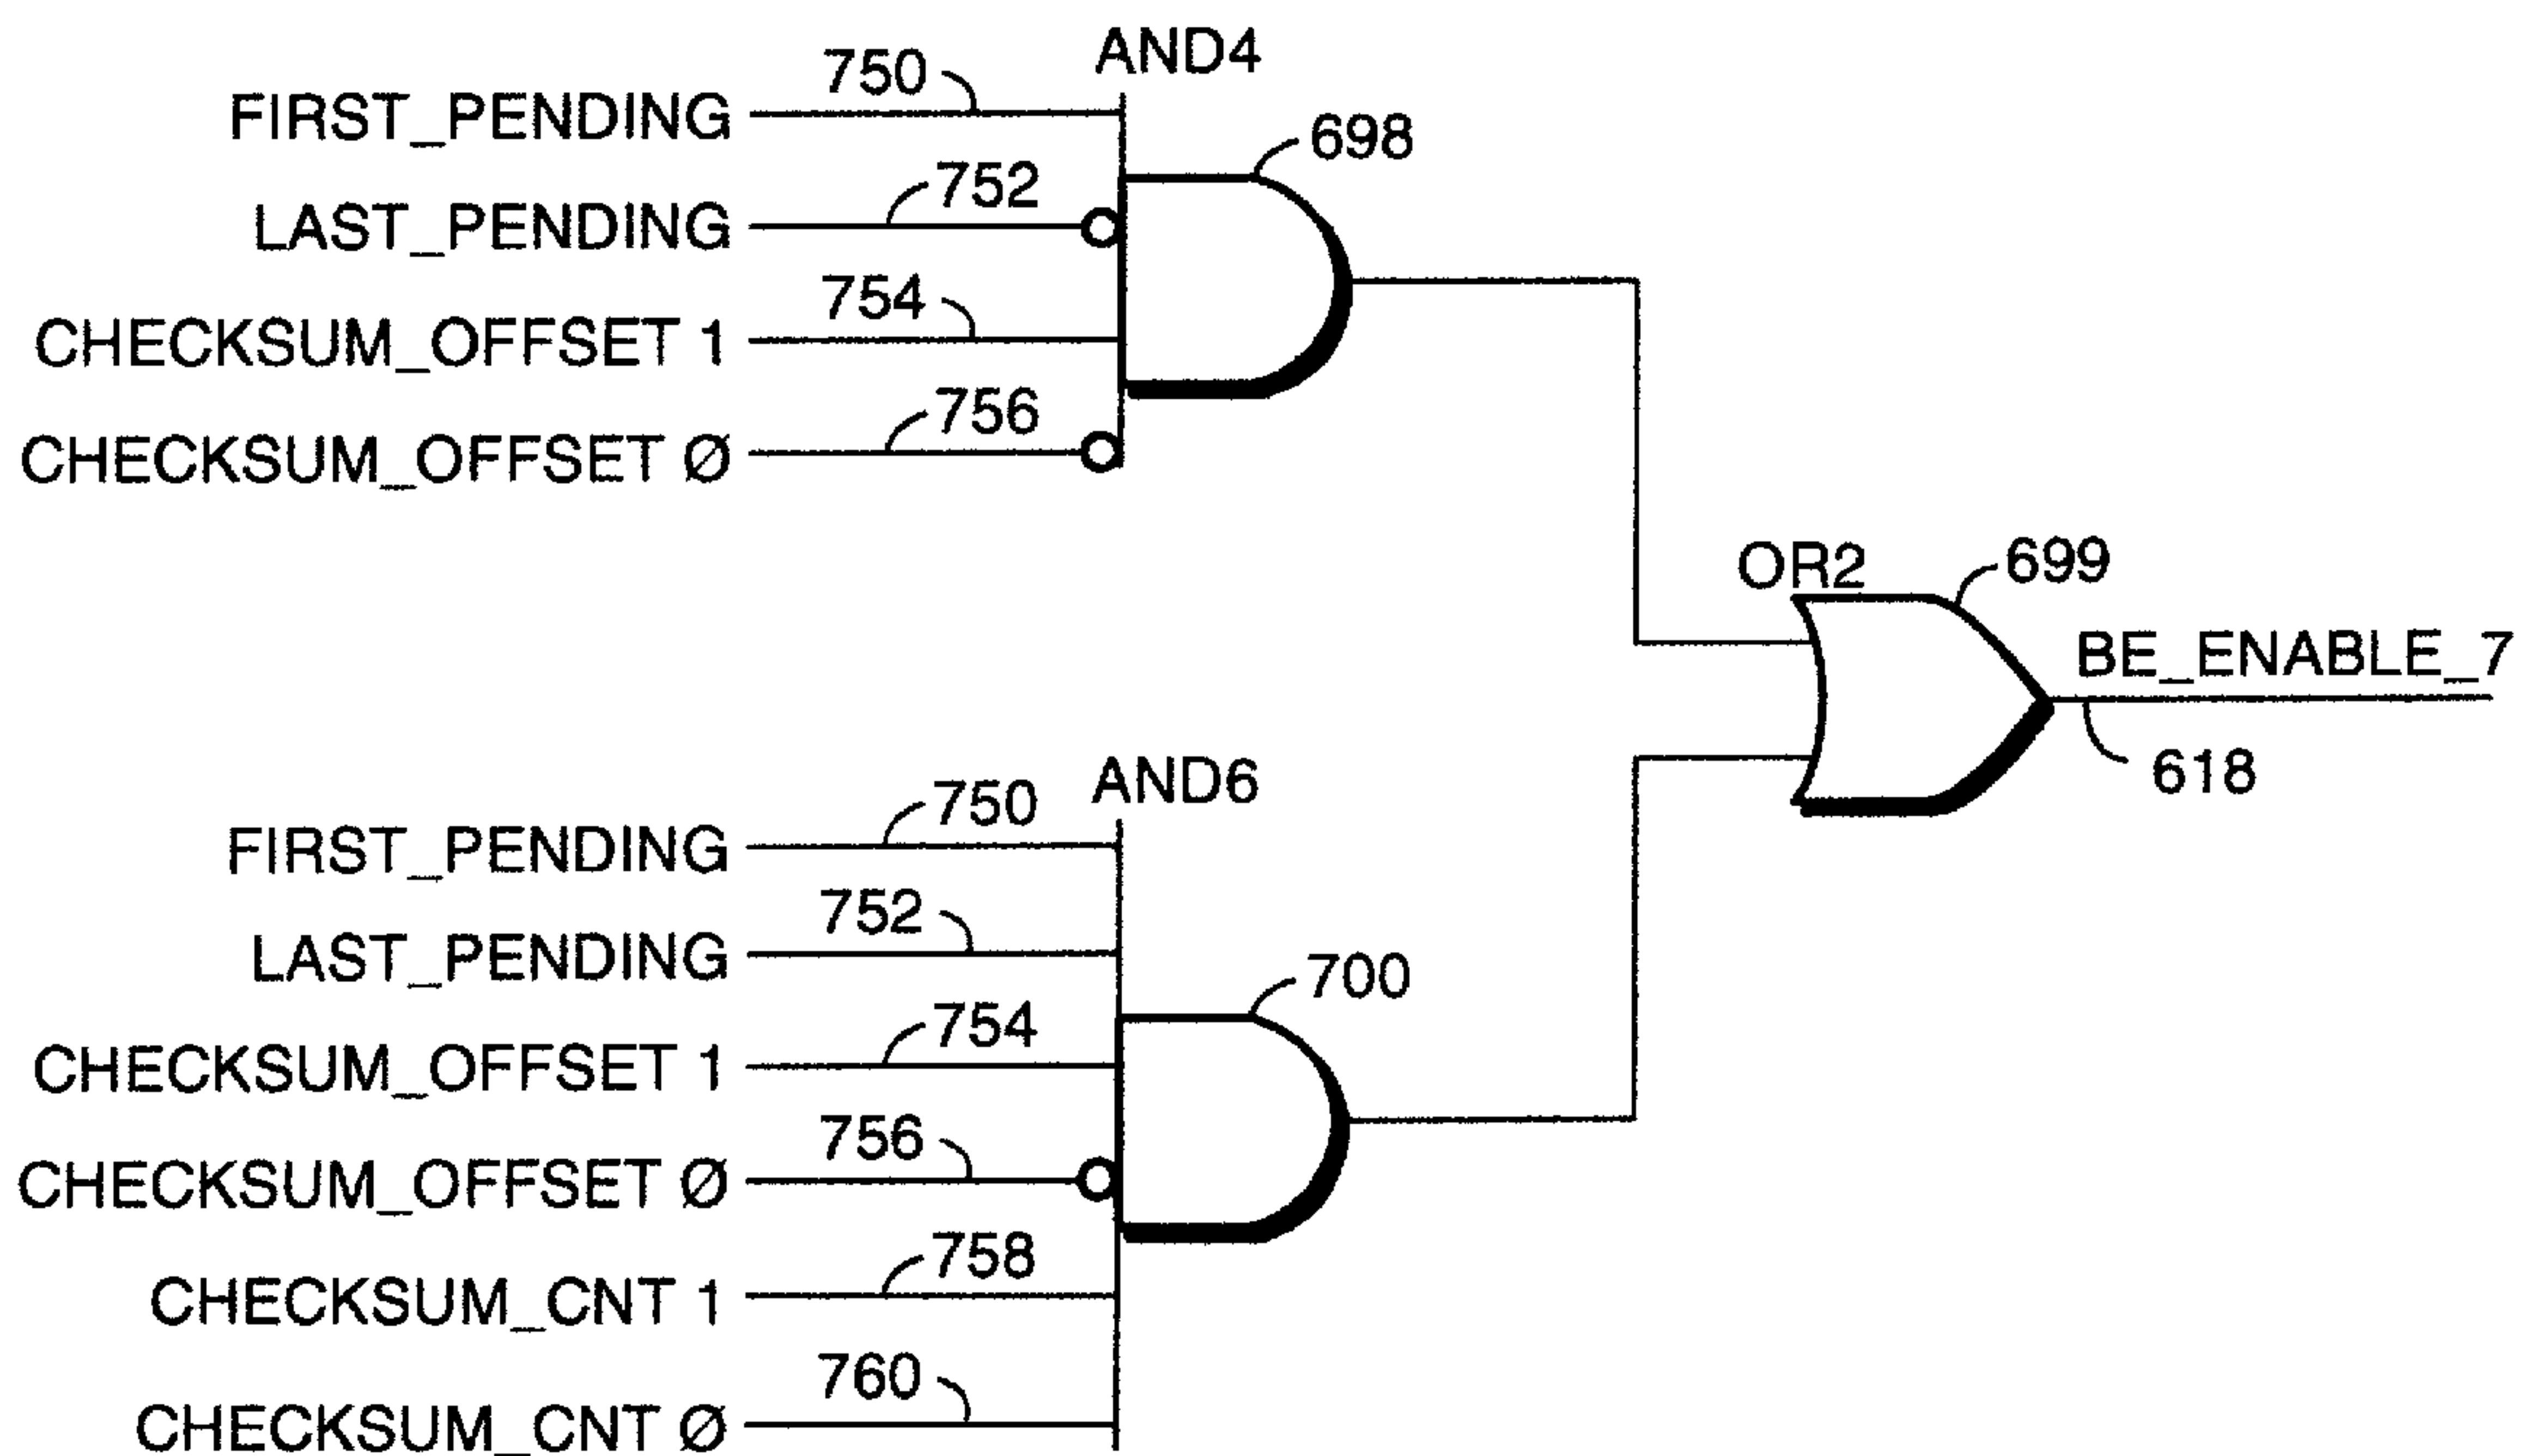 AND4
750
FIRST_PENDING
698
752
LAST_PENDING
754
CHECKSUM_OFFSET 1
756
CHECKSUM_OFFSET Ø
OR2
699
BE_ENABLE_7
618
AND6
750
FIRST_PENDING
752
LAST_PENDING
700
754
CHECKSUM_OFFSET 1
756
CHECKSUM_OFFSET Ø
758
CHECKSUM_CNT 1
760
CHECKSUM_CNT Ø